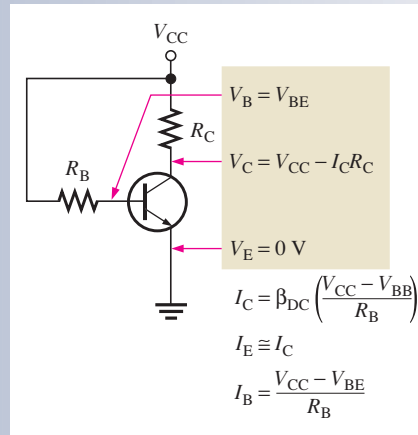 V_CC
V_B = V_BE
R_C
R_B
V_C = V_CC − I_C R_C
V_E = 0 V
I_C = β_DC ((V_CC − V_BB) / R_B)
I_E ≅ I_C
I_B = (V_CC − V_BE) / R_B